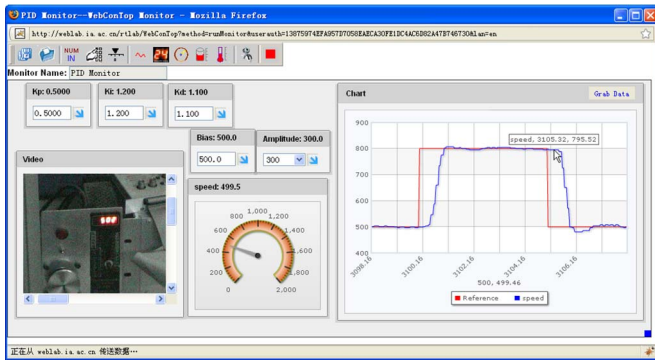 PID Monitor--WebConTop Monitor - Mozilla Firefox
http://weblab.ia.ac.cn/rtlab/WebConTop?method=runMonitor&userauth=13875974EFA957D7058EAECA30FE1DC4AC6D82A47B746730&lan=en
NUM
IN
24
Monitor Name: PID Monitor
Kp: 0.5000
0.5000
Ki: 1.200
1.200
Kd: 1.100
1.100
Bias: 500.0
500.0
Amplitude: 300.0
300
Video
500
speed: 499.5
0
200
400
600
800
1,000
1,200
1,400
1,600
1,800
2,000
Chart
Grab Data
900
800
700
600
500
400
speed, 3105.32, 795.52
3098.16
3100.16
3102.16
3104.16
3106.16
500, 499.46
Reference
speed
正在从 weblab.ia.ac.cn 传送数据…